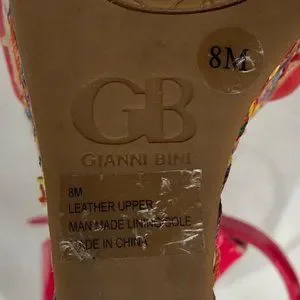 8M
GB
GIANNI BINI
8M
LEATHER UPPER
MAN MADE LINING/SOLE
MADE IN CHINA